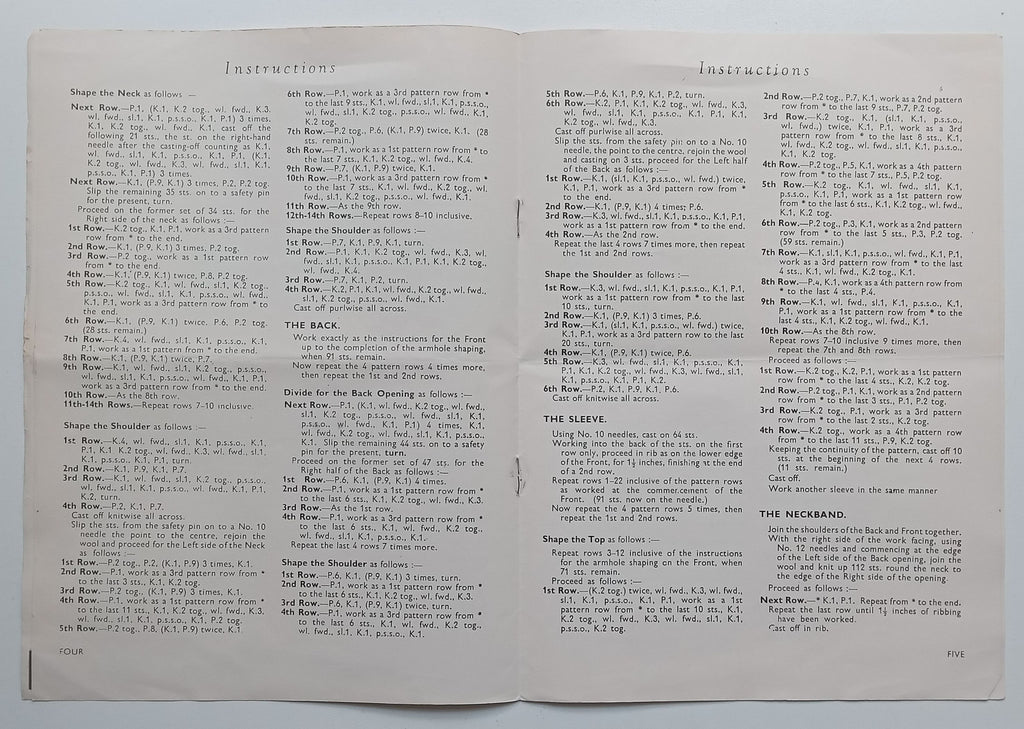 Instructions
Shape the Neck as follows :—
Next Row.—P.1, (K.1, K.2 tog., wl. fwd., K.3,
wl. fwd., sl.1, K.1, p.s.s.o., K.1, P.1) 3 times,
K.1, K.2 tog., wl. fwd., K.1, cast off the
following 21 sts., the st. on the right-hand
needle after the casting-off counting as K.1,
wl. fwd., sl.1, K.1, p.s.s.o., K.1, P.1, (K.1,
K.2 tog., wl. fwd., K.3, wl. fwd., sl.1, K.1,
p.s.s.o., K.1, P.1) 3 times.
Next Row.—K.1, (P.9, K.1) 3 times, P.2, P.2 tog.
Slip the remaining 35 sts. on to a safety pin
for the present, turn.
Proceed on the former set of 34 sts. for the
Right side of the neck as follows :—
1st Row.—K.2 tog., K.1, P.1, work as a 3rd pattern
row from * to the end.
2nd Row.—K.1, (P.9, K.1) 3 times, P.2 tog.
3rd Row.—P.2 tog., work as a 1st pattern row
from * to the end.
4th Row.—K.1, (P.9, K.1) twice, P.8, P.2 tog.
5th Row.—K.2 tog., K.1, wl. fwd., sl.1, K.2 tog.,
p.s.s.o., wl. fwd., sl.1, K.1, p.s.s.o., wl. fwd.,
K.1, P.1, work as a 3rd pattern row from * to the
end.
6th Row.—K.1, (P.9, K.1) twice, P.6, P.2 tog.
(28 sts. remain.)
7th Row.—K.4, wl. fwd., sl.1, K.1, p.s.s.o., K.1,
P.1, work as a 1st pattern row from * to the end.
8th Row.—K.1, (P.9, K.1) twice, P.7.
9th Row.—K.1, wl. fwd., sl.1, K.2 tog., p.s.s.o.,
wl. fwd., sl.1, K.1, p.s.s.o., wl. fwd., K.1, P.1,
work as a 3rd pattern row from * to the end.
10th Row.—As the 8th row.
11th-14th Rows.—Repeat rows 7-10 inclusive.
Shape the Shoulder as follows :—
1st Row.—K.4, wl. fwd., sl.1, K.1, p.s.s.o., K.1,
P.1, K.1, K.2 tog., wl. fwd., K.3, wl. fwd., sl.1,
K.1, p.s.s.o., K.1, P.1, turn.
2nd Row.—K.1, P.9, K.1, P.7.
3rd Row.—K.1, wl. fwd., sl.1, K.2 tog., p.s.s.o.,
wl. fwd., sl.1, K.1, p.s.s.o., wl. fwd., K.1, P.1,
K.2, turn.
4th Row.—P.2, K.1, P.7.
Cast off knitwise all across.
Slip the sts. from the safety pin on to a No. 10
needle the point to the centre, rejoin the
wool and proceed for the Left side of the Neck
as follows :—
1st Row.—P.2 tog., P.2, (K.1, P.9) 3 times, K.1.
2nd Row.—P.1, work as a 3rd pattern row from *
to the last 3 sts., K.1, K.2 tog.
3rd Row.—P.2 tog., (K.1, P.9) 3 times, K.1.
4th Row.—P.1, work as a 1st pattern row from *
to the last 11 sts., K.1, K.2 tog., wl. fwd., K.3,
wl. fwd., sl.1, K.1, p.s.s.o., K.1, P.2 tog.
5th Row.—P.2 tog., P.8, (K.1, P.9) twice, K.1.
FOUR
6th Row.—P.1, work as a 3rd pattern row from *
to the last 9 sts., K.1, wl. fwd., sl.1, K.1, p.s.s.o.,
wl. fwd., sl.1, K.2 tog., p.s.s.o., wl. fwd., K.1,
K.2 tog.
7th Row.—P.2 tog., P.6, (K.1, P.9) twice, K.1. (28
sts. remain.)
8th Row.—P.1, work as a 1st pattern row from * to
the last 7 sts., K.1, K.2 tog., wl. fwd., K.4.
9th Row.—P.7, (K.1, P.9) twice, K.1.
10th Row.—P.1, work as a 3rd pattern row from *
to the last 7 sts., K.1, wl. fwd., K.2 tog., wl.
fwd., sl.1, K.2 tog., p.s.s.o., wl. fwd., K.1.
11th Row.—As the 9th row.
12th-14th Rows.—Repeat rows 8-10 inclusive.
Shape the Shoulder as follows :—
1st Row.—P.7, K.1, P.9, K.1, turn.
2nd Row.—P.1, K.1, K.2 tog., wl. fwd., K.3, wl.
fwd., sl.1, K.1, p.s.s.o., K.1, P.1, K.1, K.2 tog.,
wl. fwd., K.4.
3rd Row.—P.7, K.1, P.2, turn.
4th Row.—K.2, P.1, K.1, wl. fwd., K.2 tog., wl. fwd.,
sl.1, K.2 tog., p.s.s.o., wl. fwd., K.1.
Cast off purlwise all across.
THE BACK.
Work exactly as the instructions for the Front
up to the completion of the armhole shaping,
when 91 sts. remain.
Now repeat the 4 pattern rows 4 times more,
then repeat the 1st and 2nd rows.
Divide for the Back Opening as follows :—
Next Row.—P.1, (K.1, wl. fwd., K.2 tog., wl. fwd.,
sl.1, K.2 tog., p.s.s.o., wl. fwd., sl.1, K.1,
p.s.s.o., wl. fwd., K.1, P.1) 4 times, K.1,
wl. fwd., K.2 tog., wl. fwd., sl.1, K.1, p.s.s.o.,
K.1. Slip the remaining 44 sts. on to a safety
pin for the present, turn.
Proceed on the former set of 47 sts. for the
Right half of the Back as follows :—
1st Row.—P.6, K.1, (K.1, P.9) 4 times.
2nd Row.—P.1, work as a 1st pattern row from *
to the last 6 sts., K.1, K.2 tog., wl. fwd., K.3.
3rd Row.—As the 1st row.
4th Row.—P.1, work as a 3rd pattern row from *
to the last 6 sts., K.1, wl. fwd., K.2 tog.,
wl. fwd., sl.1, K.1, p.s.s.o., K.1.
Repeat the last 4 rows 7 times more.
Shape the Shoulder as follows :—
1st Row.—P.6, K.1, (P.9, K.1) 3 times, turn.
2nd Row.—P.1, work as a 1st pattern row from *
to the last 6 sts., K.1, K.2 tog., wl. fwd., K.3.
3rd Row.—P.6, K.1, (P.9, K.1) twice, turn.
4th Row.—P.1, work as a 3rd pattern row from *
to the last 6 sts., K.1, wl. fwd., K.2 tog.,
wl. fwd., sl.1, K.1, p.s.s.o., K.1.
Instructions
5th Row.—P.6, K.1, P.9, K.1, P.2, turn.
6th Row.—K.2, P.1, K.1, K.2 tog., wl. fwd., K.3,
wl. fwd., sl.1, K.1, p.s.s.o., K.1, P.1, K.1,
K.2 tog., wl. fwd., K.3.
Cast off purlwise all across.
Slip the sts. from the safety pin on to a No. 10
needle, the point to the centre, rejoin the wool
and casting on 3 sts. proceed for the Left half
of the Back as follows :—
1st Row.—K.1, (sl.1, K.1, p.s.s.o., wl. fwd.) twice,
K.1, P.1, work as a 3rd pattern row from * to
the end.
2nd Row.—K.1, (P.9, K.1) 4 times, P.6.
3rd Row.—K.3, wl. fwd., sl.1, K.1, p.s.s.o., K.1, P.1,
work as a 1st pattern row from * to the end.
4th Row.—As the 2nd row.
Repeat the last 4 rows 7 times more, then repeat
the 1st and 2nd rows.
Shape the Shoulder as follows :—
1st Row.—K.3, wl. fwd., sl.1, K.1, p.s.s.o., K.1, P.1,
work as a 1st pattern row from * to the last
10 sts., turn.
2nd Row.—K.1, (P.9, K.1) 3 times, P.6.
3rd Row.—K.1, (sl.1, K.1, p.s.s.o., wl. fwd.) twice,
K.1, P.1, work as a 3rd pattern row to the last
20 sts., turn.
4th Row.—K.1, (P.9, K.1) twice, P.6.
5th Row.—K.3, wl. fwd., sl.1, K.1, p.s.s.o., K.1,
P.1, K.1, K.2 tog., wl. fwd., K.3, wl. fwd., sl.1,
K.1, p.s.s.o., K.1, P.1, K.2.
6th Row.—P.2, K.1, P.9, K.1, P.6.
Cast off knitwise all across.
THE SLEEVE.
Using No. 10 needles, cast on 64 sts.
Working into the back of the sts. on the first
row only, proceed in rib as on the lower edge
of the Front, for 1½ inches, finishing at the end
of a 2nd row.
Repeat rows 1-22 inclusive of the pattern rows
as worked at the commencement of the
Front. (91 sts. now on the needle.)
Now repeat the 4 pattern rows 5 times, then
repeat the 1st and 2nd rows.
Shape the Top as follows :—
Repeat rows 3-12 inclusive of the instructions
for the armhole shaping on the Front, when
71 sts. remain.
Proceed as follows :—
1st Row.—(K.2 tog.) twice, wl. fwd., K.3, wl. fwd.,
sl.1, K.1, p.s.s.o., K.1, P.1, work as a 1st
pattern row from * to the last 10 sts., K.1,
K.2 tog., wl. fwd., K.3, wl. fwd., sl.1, K.1,
p.s.s.o., K.2 tog.
2nd Row.—P.2 tog., P.7, K.1, work as a 2nd pattern
row from * to the last 9 sts., P.7, P.2 tog.
3rd Row.—K.2 tog., K.1, (sl.1, K.1, p.s.s.o.,
wl. fwd.,) twice, K.1, P.1, work as a 3rd
pattern row from * to the last 8 sts., K.1,
wl. fwd., K.2 tog., wl. fwd., sl.1, K.1, p.s.s.o.,
K.1, K.2 tog.
4th Row.—P.2 tog., P.5, K.1, work as a 4th pattern
row from * to the last 7 sts., P.5, P.2 tog.
5th Row.—K.2 tog., K.1, wl. fwd., sl.1, K.1,
p.s.s.o., K.1, P.1, work as a 1st pattern row
from * to the last 6 sts., K.1, K.2 tog., wl. fwd.,
K.1, K.2 tog.
6th Row.—P.2 tog., P.3, K.1, work as a 2nd pattern
row from * to the last 5 sts., P.3, P.2 tog.
(59 sts. remain.)
7th Row.—K.1, sl.1, K.1, p.s.s.o., wl. fwd., K.1, P.1,
work as a 3rd pattern row from * to the last
4 sts., K.1, wl. fwd., K.2 tog., K.1.
8th Row.—P.4, K.1, work as a 4th pattern row from
* to the last 4 sts., P.4.
9th Row.—K.1, wl. fwd., sl.1, K.1, p.s.s.o., K.1,
P.1, work as a 1st pattern row from * to the
last 4 sts., K.1, K.2 tog., wl. fwd., K.1.
10th Row.—As the 8th row.
Repeat rows 7-10 inclusive 9 times more, then
repeat the 7th and 8th rows.
Proceed as follows :—
1st Row.—K.2 tog., K.2, P.1, work as a 1st pattern
row from * to the last 4 sts., K.2, K.2 tog.
2nd Row.—P.2 tog., P.1, K.1, work as a 2nd pattern
row from * to the last 3 sts., P.1, P.2 tog.
3rd Row.—K.2 tog., P.1, work as a 3rd pattern
row from * to the last 2 sts., K.2 tog.
4th Row.—K.2 tog., work as a 4th pattern row
from * to the last 11 sts., P.9, K.2 tog.
Keeping the continuity of the pattern, cast off 10
sts. at the beginning of the next 4 rows.
(11 sts. remain.)
Cast off.
Work another sleeve in the same manner
THE NECKBAND.
Join the shoulders of the Back and Front together.
With the right side of the work facing, using
No. 12 needles and commencing at the edge
of the Left side of the Back opening, join the
wool and knit up 112 sts. round the neck to
the edge of the Right side of the opening.
Proceed as follows :—
Next Row.—* K.1, P.1. Repeat from * to the end.
Repeat the last row until 1½ inches of ribbing
have been worked.
Cast off in rib.
FIVE